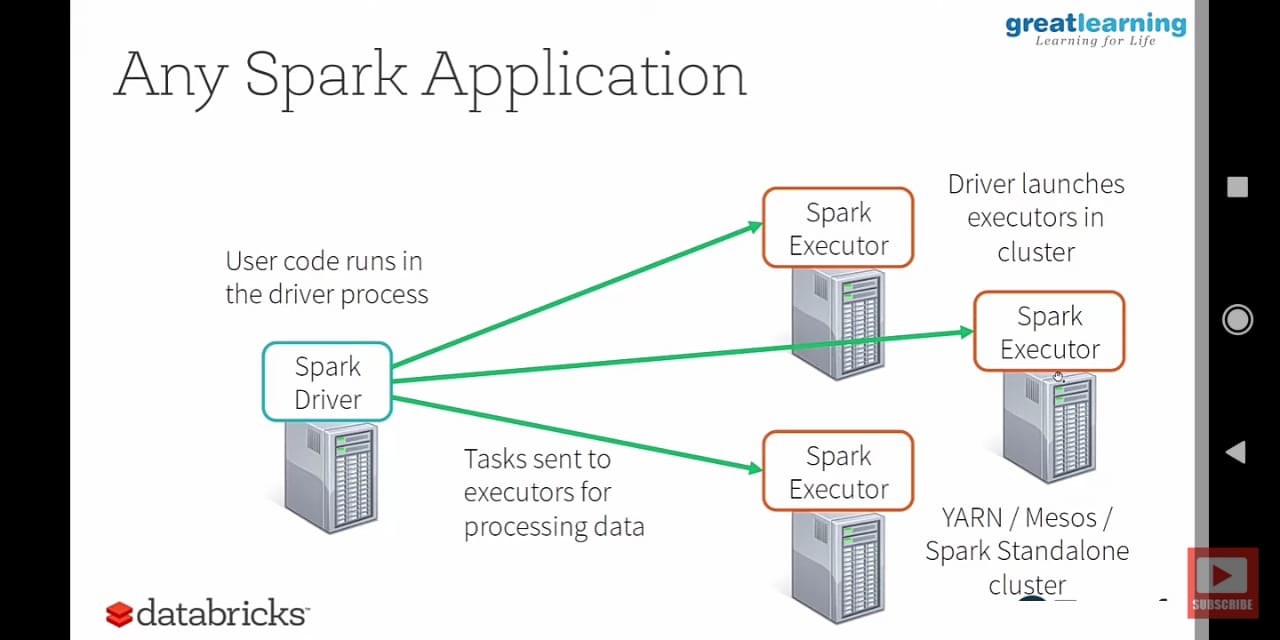 greatlearning
Learning for Life
Any Spark Application
User code runs in
the driver process
Spark
Driver
Tasks sent to
executors for
processing data
Spark
Executor
Driver launches
executors in
cluster
Spark
Executor
Spark
Executor
YARN / Mesos /
Spark Standalone
cluster
databricks™
SUBSCRIBE